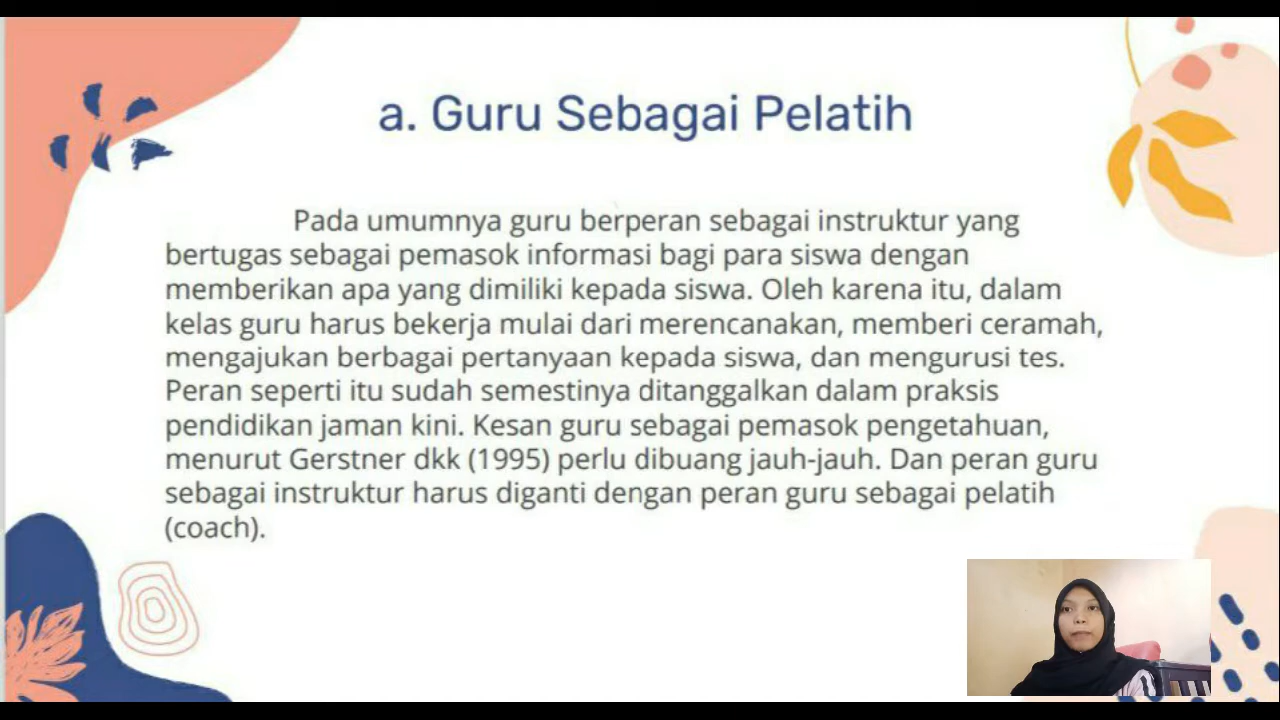 a. Guru Sebagai Pelatih
Pada umumnya guru berperan sebagai instruktur yang
bertugas sebagai pemasok informasi bagi para siswa dengan
memberikan apa yang dimiliki kepada siswa. Oleh karena itu, dalam
kelas guru harus bekerja mulai dari merencanakan, memberi ceramah,
mengajukan berbagai pertanyaan kepada siswa, dan mengurusi tes.
Peran seperti itu sudah semestinya ditanggalkan dalam praksis
pendidikan jaman kini. Kesan guru sebagai pemasok pengetahuan,
menurut Gerstner dkk (1995) perlu dibuang jauh-jauh. Dan peran guru
sebagai instruktur harus diganti dengan peran guru sebagai pelatih
(coach).